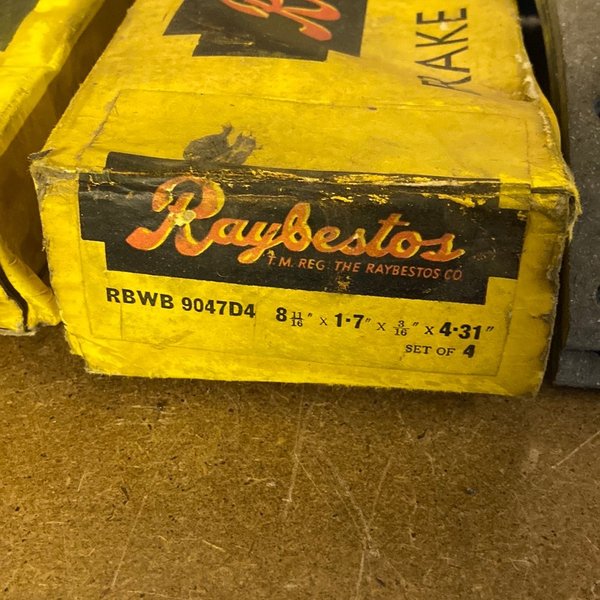 RAKE
Raybestos
T.M. REG. THE RAYBESTOS CO
RBWB 9047D4 8 11/16" x 1·7" x 3/16" x 4·31"
SET OF 4